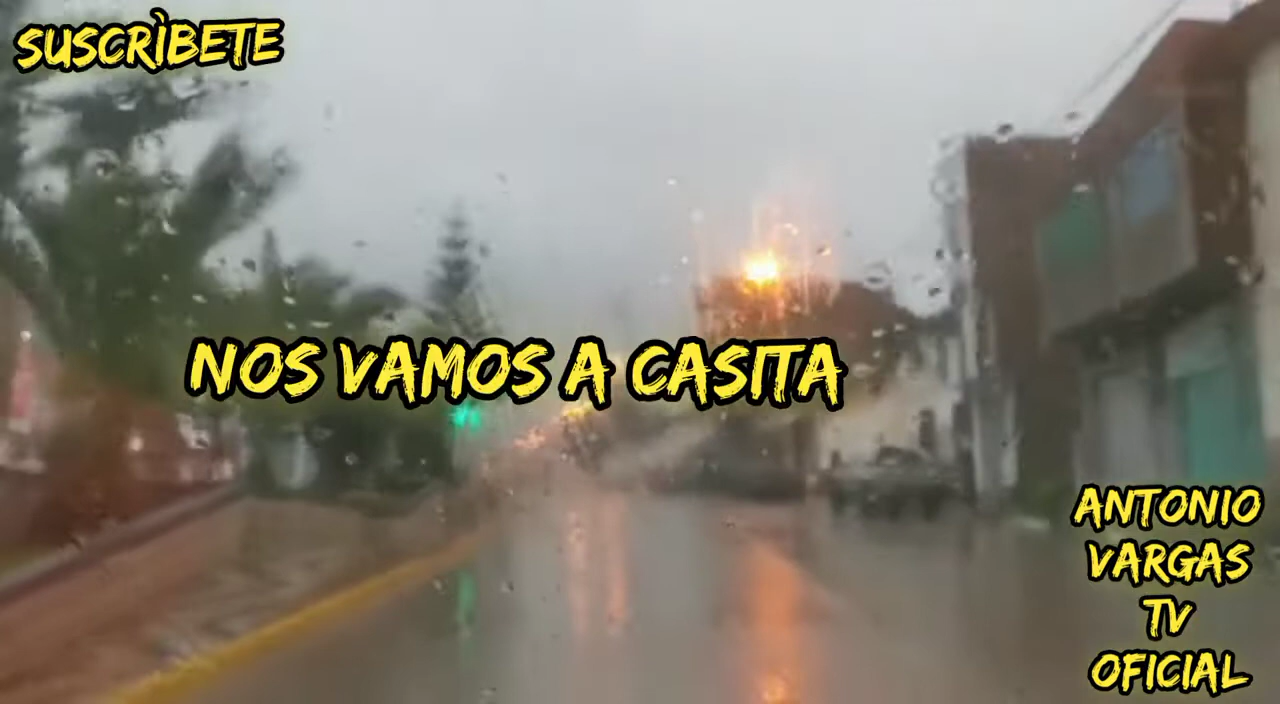 SUSCRÌBETE
NOS VAMOS A CASITA
ANTONIO
VARGAS
TV
OFICIAL